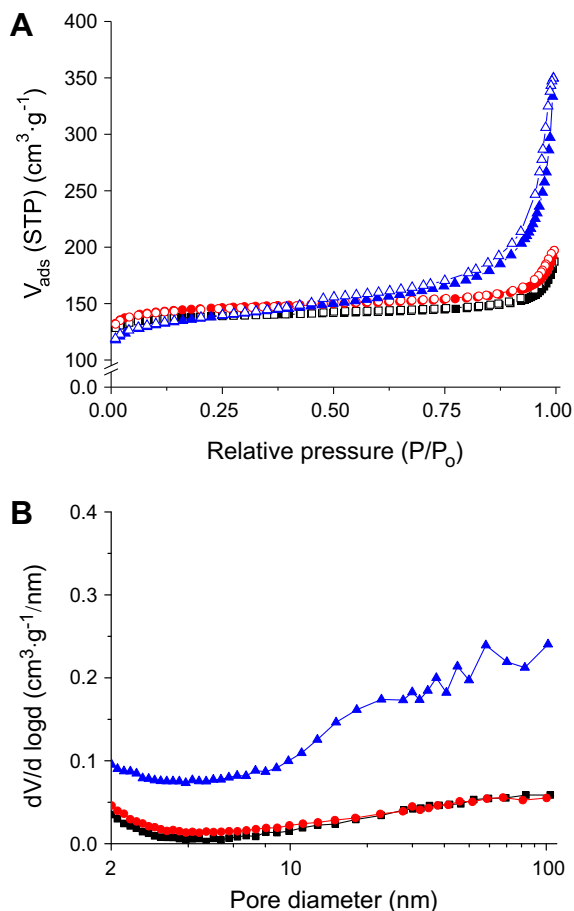 A
400
350
300
250
200
150
100
0.0
V_ads (STP) (cm³·g⁻¹)
0.00 0.25 0.50 0.75 1.00
Relative pressure (P/P_o)
B
0.4
0.3
0.2
0.1
0.0
dV/d logd (cm³·g⁻¹/nm)
2 10 100
Pore diameter (nm)